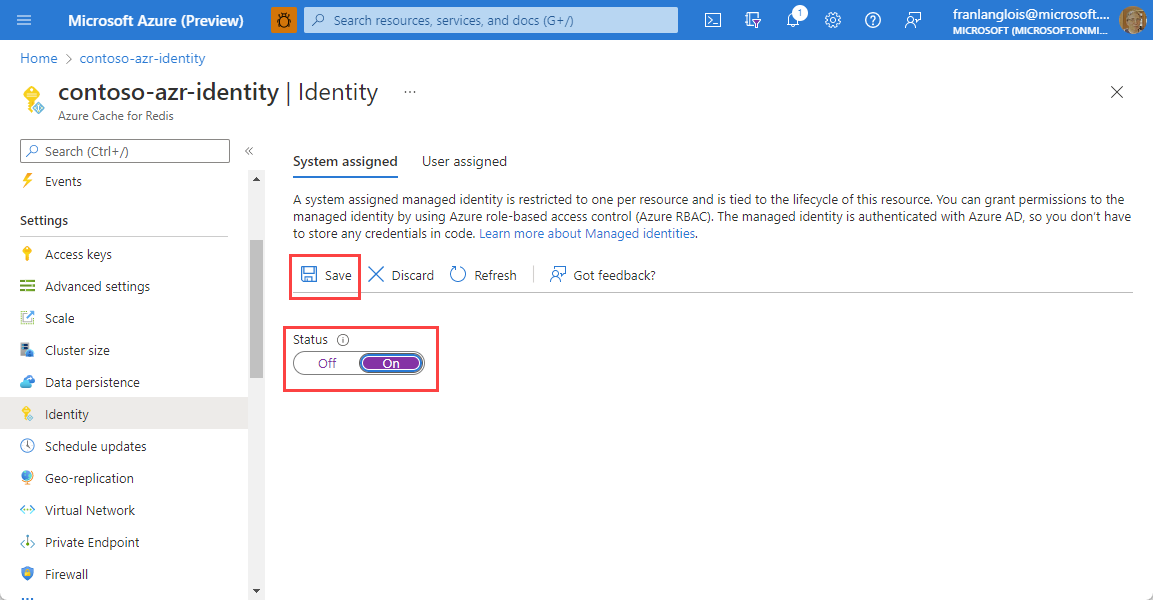 Microsoft Azure (Preview)
Search resources, services, and docs (G+/)
1
franlanglois@microsoft....
MICROSOFT (MICROSOFT.ONMI...
Home > contoso-azr-identity
contoso-azr-identity | Identity ...
Azure Cache for Redis
Search (Ctrl+/)
«
Events
Settings
Access keys
Advanced settings
Scale
Cluster size
Data persistence
Identity
Schedule updates
Geo-replication
Virtual Network
Private Endpoint
Firewall
System assigned
User assigned
A system assigned managed identity is restricted to one per resource and is tied to the lifecycle of this resource. You can grant permissions to the
managed identity by using Azure role-based access control (Azure RBAC). The managed identity is authenticated with Azure AD, so you don't have
to store any credentials in code. Learn more about Managed identities.
Save
Discard
Refresh
Got feedback?
Status
Off
On